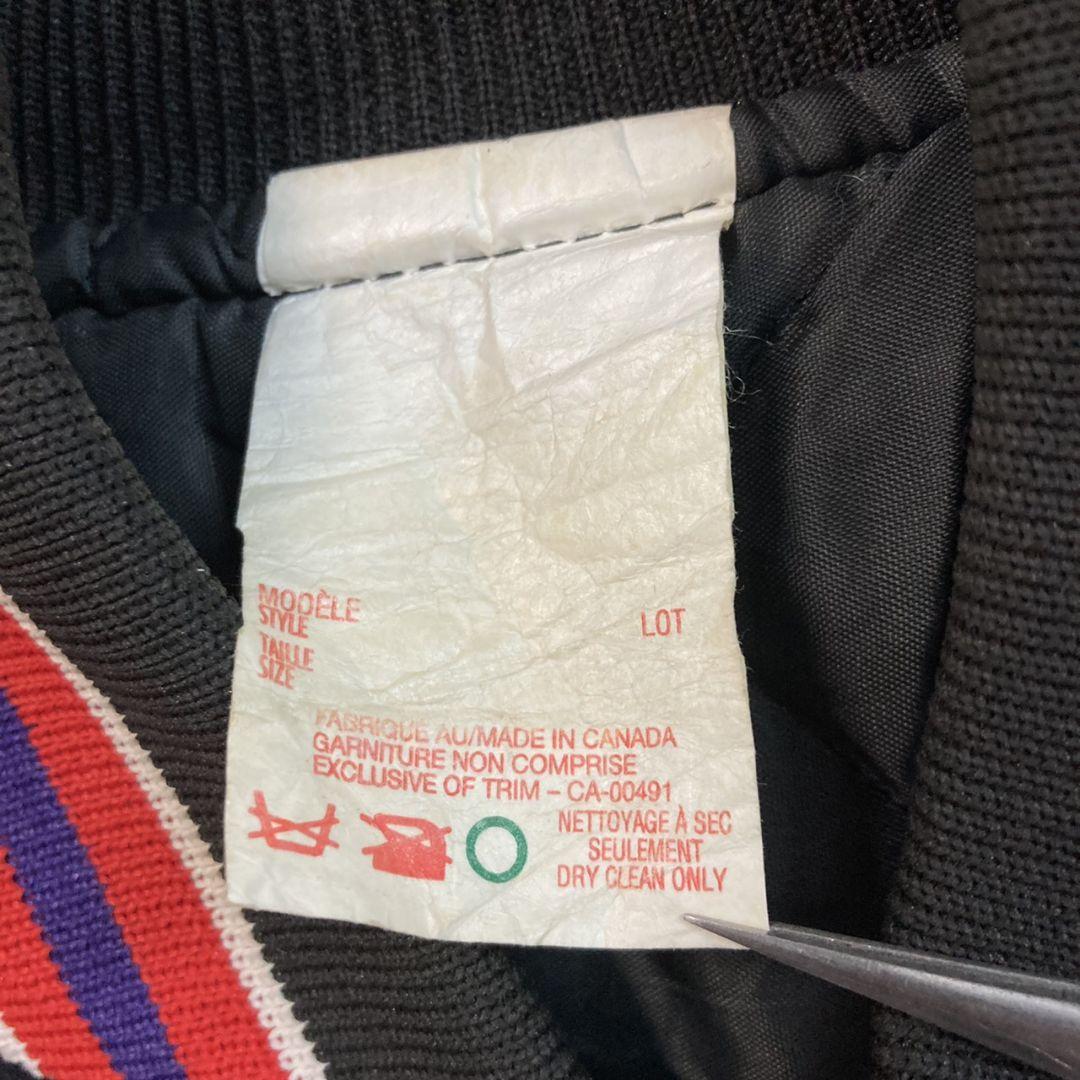 MODÈLE
STYLE
LOT
TAILLE
SIZE
FABRIQUE AU/MADE IN CANADA
GARNITURE NON COMPRISE
EXCLUSIVE OF TRIM – CA-00491
NETTOYAGE À SEC
SEULEMENT
DRY CLEAN ONLY